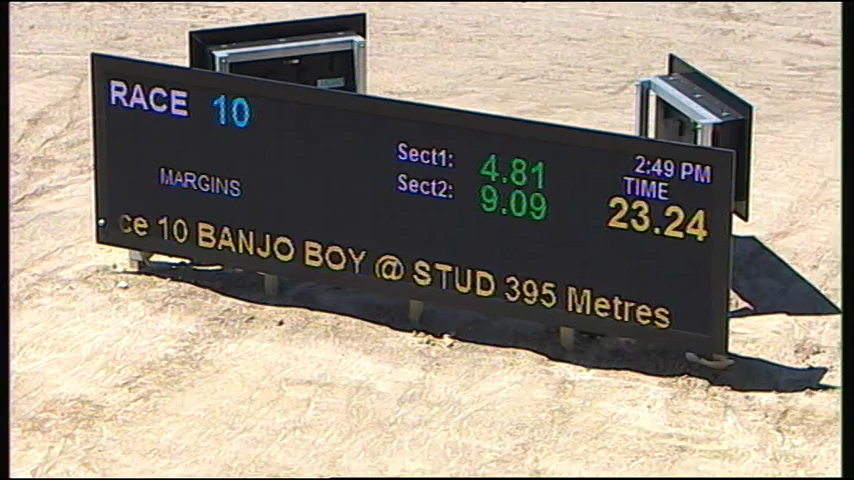 RACE 10
Sect1: 4.81
2:49 PM
MARGINS
Sect2: 9.09
TIME
23.24
ce 10 BANJO BOY @ STUD 395 Metres